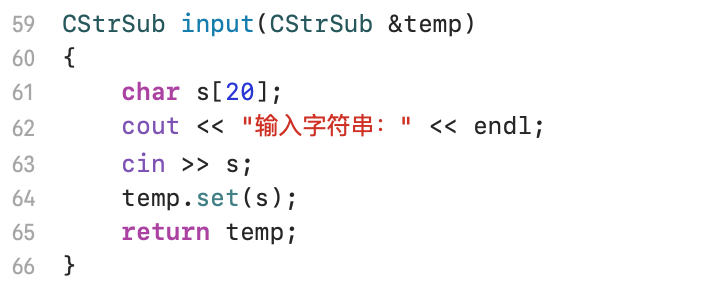 59 CStrSub input(CStrSub &temp)
60 {
61     char s[20];
62     cout << "输入字符串：" << endl;
63     cin >> s;
64     temp.set(s);
65     return temp;
66 }